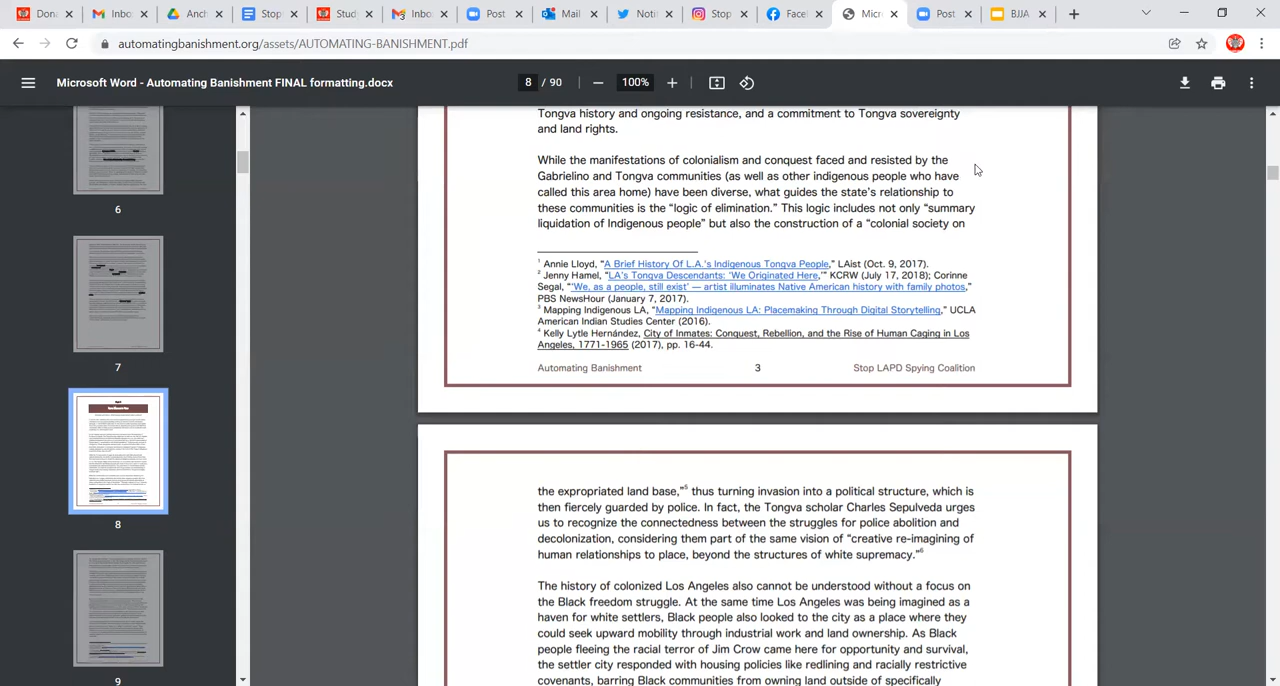 Don
Inbo
Anch
Stop
Stud
Inbo
Post
Mail
Noti
Stop
Face
Micr
Post
BJJA
automatingbanishment.org/assets/AUTOMATING-BANISHMENT.pdf
Microsoft Word - Automating Banishment FINAL formatting.docx
8 / 90
100%
6
7
8
9
Tongva history and ongoing resistance, and a commitment to Tongva sovereignty
and land rights.
While the manifestations of colonialism and conquest faced and resisted by the
Gabrielino and Tongva communities (as well as other indigenous people who have
called this area home) have been diverse, what guides the state's relationship to
these communities is the “logic of elimination.” This logic includes not only “summary
liquidation of Indigenous people” but also the construction of a “colonial society on
1 Annie Lloyd, “A Brief History Of L.A.'s Indigenous Tongva People,” LAist (Oct. 9, 2017).
2 Jenny Hamel, “LA's Tongva Descendants: ‘We Originated Here,’” KCRW (July 17, 2018); Corinne
Segal, “‘We, as a people, still exist’ — artist illuminates Native American history with family photos,”
PBS NewsHour (January 7, 2017).
3 Mapping Indigenous LA, “Mapping Indigenous LA: Placemaking Through Digital Storytelling,” UCLA
American Indian Studies Center (2016).
4 Kelly Lytle Hernández, City of Inmates: Conquest, Rebellion, and the Rise of Human Caging in Los
Angeles, 1771-1965 (2017), pp. 16-44.
Automating Banishment 3 Stop LAPD Spying Coalition
the expropriated land base,”5 thus turning invasion into a political structure, which is
then fiercely guarded by police. In fact, the Tongva scholar Charles Sepulveda urges
us to recognize the connectedness between the struggles for police abolition and
decolonization, considering them part of the same vision of “creative re-imagining of
human relationships to place, beyond the structures of white supremacy.”6
The history of colonized Los Angeles also cannot be understood without a focus on
the Black freedom struggle. At the same time Los Angeles was being imagined as a
haven for white settlers, Black people also looked to the city as a place where they
could seek upward mobility through industrial work and land ownership. As Black
people fleeing the racial terror of Jim Crow came here for opportunity and survival,
the settler city responded with housing policies like redlining and racially restrictive
covenants, barring Black communities from owning land outside of specifically